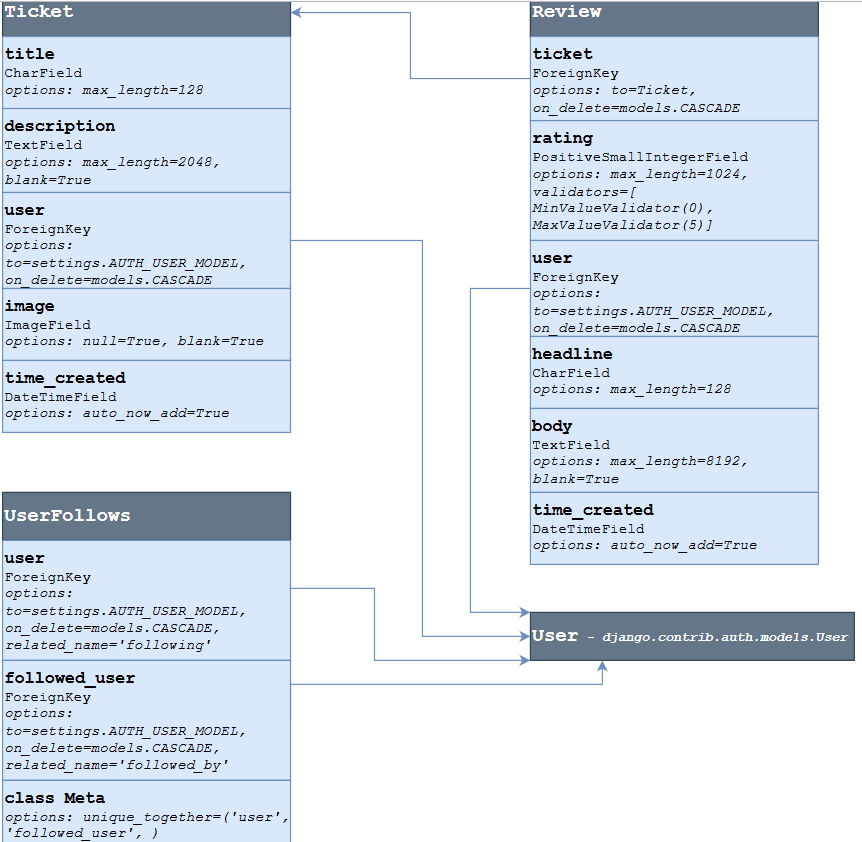 Ticket
title
CharField
options: max_length=128
description
TextField
options: max_length=2048,
blank=True
user
ForeignKey
options:
to=settings.AUTH_USER_MODEL,
on_delete=models.CASCADE
image
ImageField
options: null=True, blank=True
time_created
DateTimeField
options: auto_now_add=True
Review
ticket
ForeignKey
options: to=Ticket,
on_delete=models.CASCADE
rating
PositiveSmallIntegerField
options: max_length=1024,
validators=[
MinValueValidator(0),
MaxValueValidator(5)]
user
ForeignKey
options:
to=settings.AUTH_USER_MODEL,
on_delete=models.CASCADE
headline
CharField
options: max_length=128
body
TextField
options: max_length=8192,
blank=True
time_created
DateTimeField
options: auto_now_add=True
UserFollows
user
ForeignKey
options:
to=settings.AUTH_USER_MODEL,
on_delete=models.CASCADE,
related_name='following'
followed_user
ForeignKey
options:
to=settings.AUTH_USER_MODEL,
on_delete=models.CASCADE,
related_name='followed_by'
class Meta
options: unique_together=('user',
'followed_user', )
User - django.contrib.auth.models.User